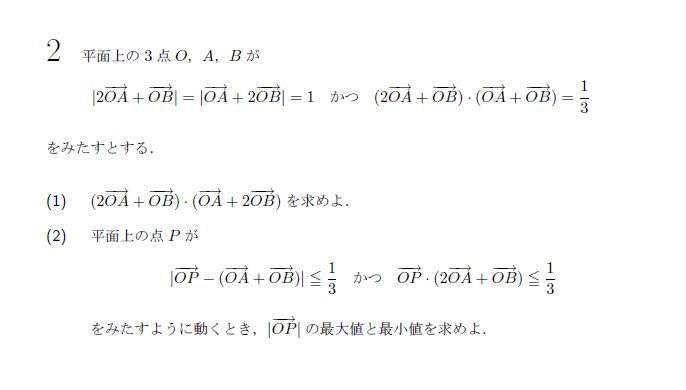 2 平面上の 3 点 O, A, B が
|2\overrightarrow{OA} + \overrightarrow{OB}| = |\overrightarrow{OA} + 2\overrightarrow{OB}| = 1 かつ (2\overrightarrow{OA} + \overrightarrow{OB}) · (\overrightarrow{OA} + \overrightarrow{OB}) = \frac{1}{3}
をみたすとする.
(1) (2\overrightarrow{OA} + \overrightarrow{OB}) · (\overrightarrow{OA} + 2\overrightarrow{OB}) を求めよ.
(2) 平面上の点 P が
|\overrightarrow{OP} − (\overrightarrow{OA} + \overrightarrow{OB})| ≦ \frac{1}{3} かつ \overrightarrow{OP} · (2\overrightarrow{OA} + \overrightarrow{OB}) ≦ \frac{1}{3}
をみたすように動くとき, |\overrightarrow{OP}| の最大値と最小値を求めよ.